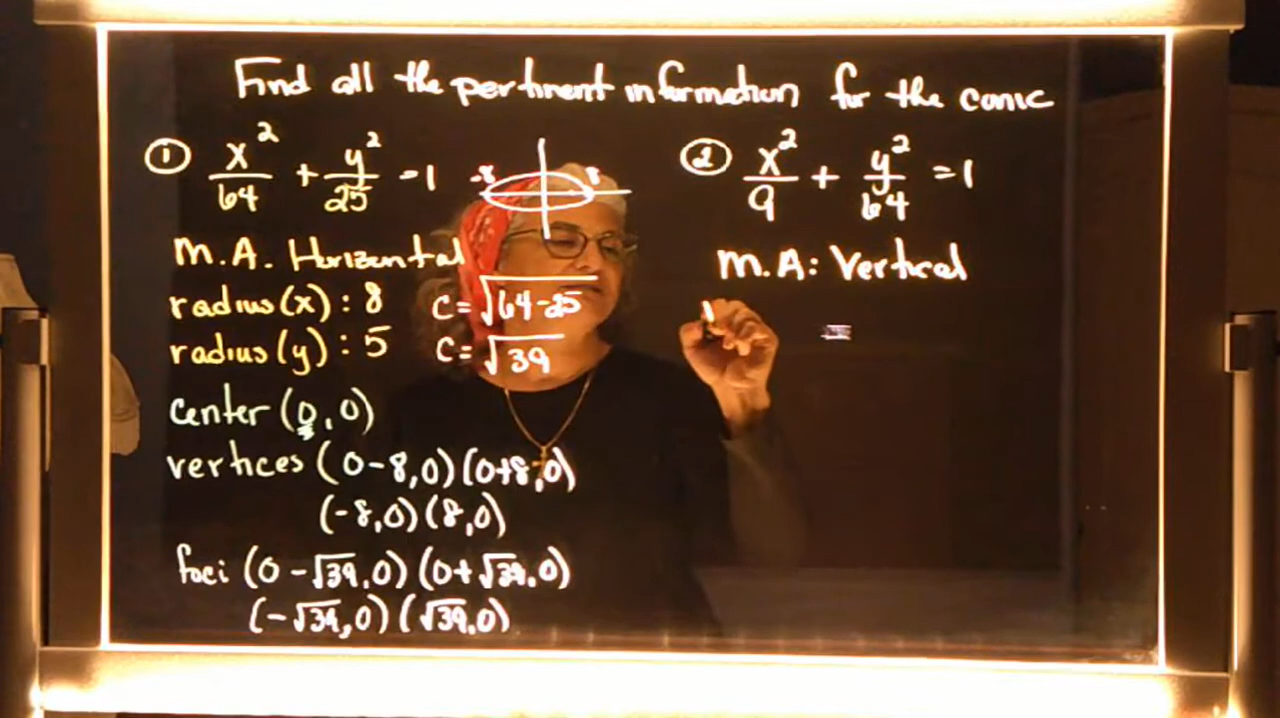 Find all the pertinent information for the conic
① x²/64 + y²/25 = 1
-8 8
M.A. Horizontal
radius(x): 8 c=√64-25
radius(y): 5 c=√39
center (0,0)
vertices (0-8,0)(0+8,0)
(-8,0)(8,0)
foci (0-√39,0)(0+√39,0)
(-√39,0)(√39,0)
② x²/9 + y²/64 = 1
M.A: Vertical